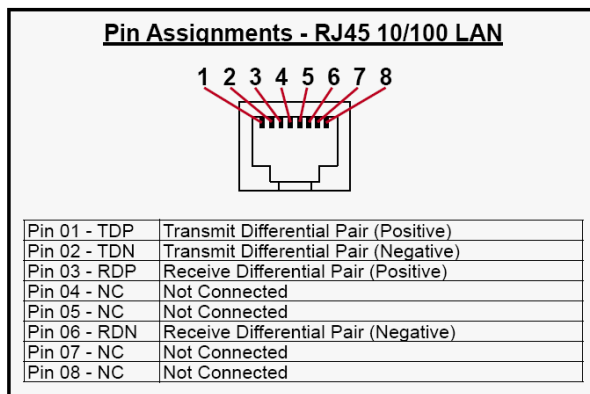 Pin Assignments - RJ45 10/100 LAN
1 2 3 4 5 6 7 8
Pin 01 - TDP Transmit Differential Pair (Positive)
Pin 02 - TDN Transmit Differential Pair (Negative)
Pin 03 - RDP Receive Differential Pair (Positive)
Pin 04 - NC Not Connected
Pin 05 - NC Not Connected
Pin 06 - RDN Receive Differential Pair (Negative)
Pin 07 - NC Not Connected
Pin 08 - NC Not Connected